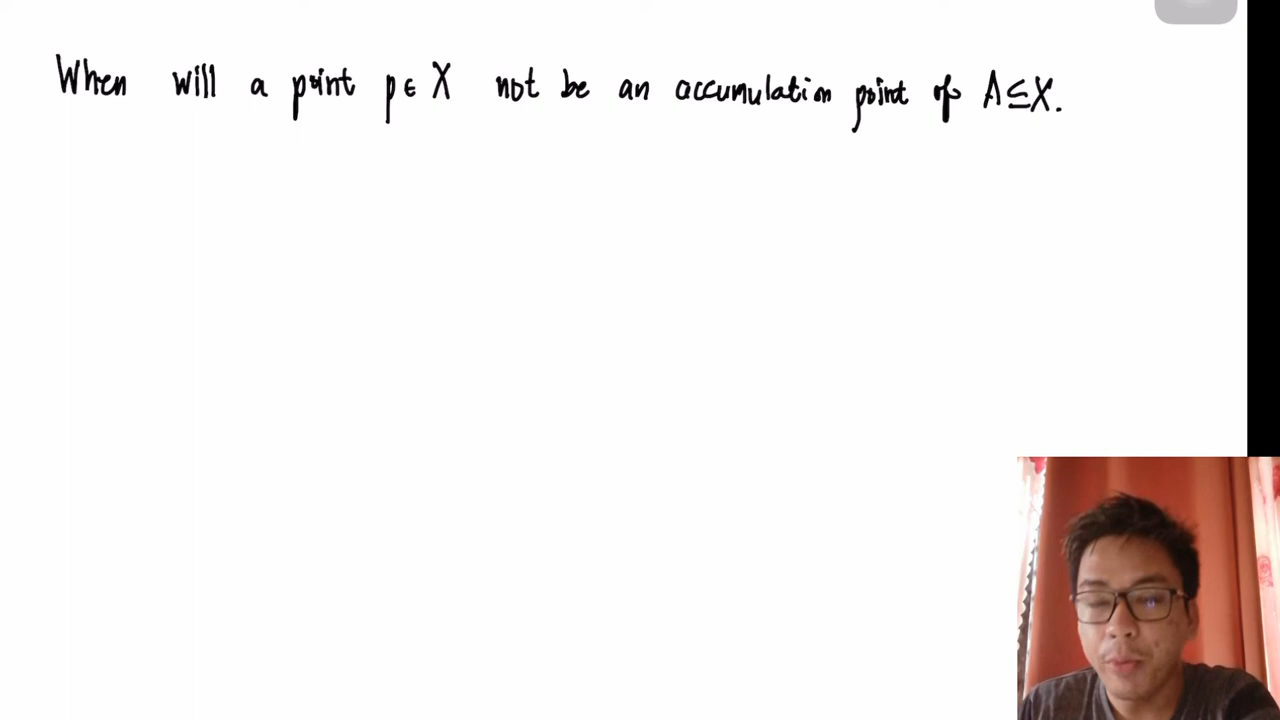 When will a point p ∈ X not be an accumulation point of A ⊆ X.